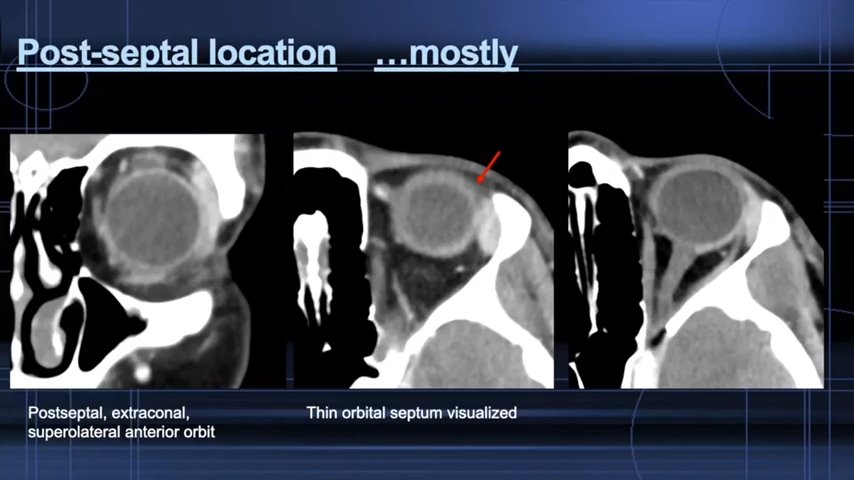 Post-septal location …mostly
Postseptal, extraconal,
superolateral anterior orbit
Thin orbital septum visualized